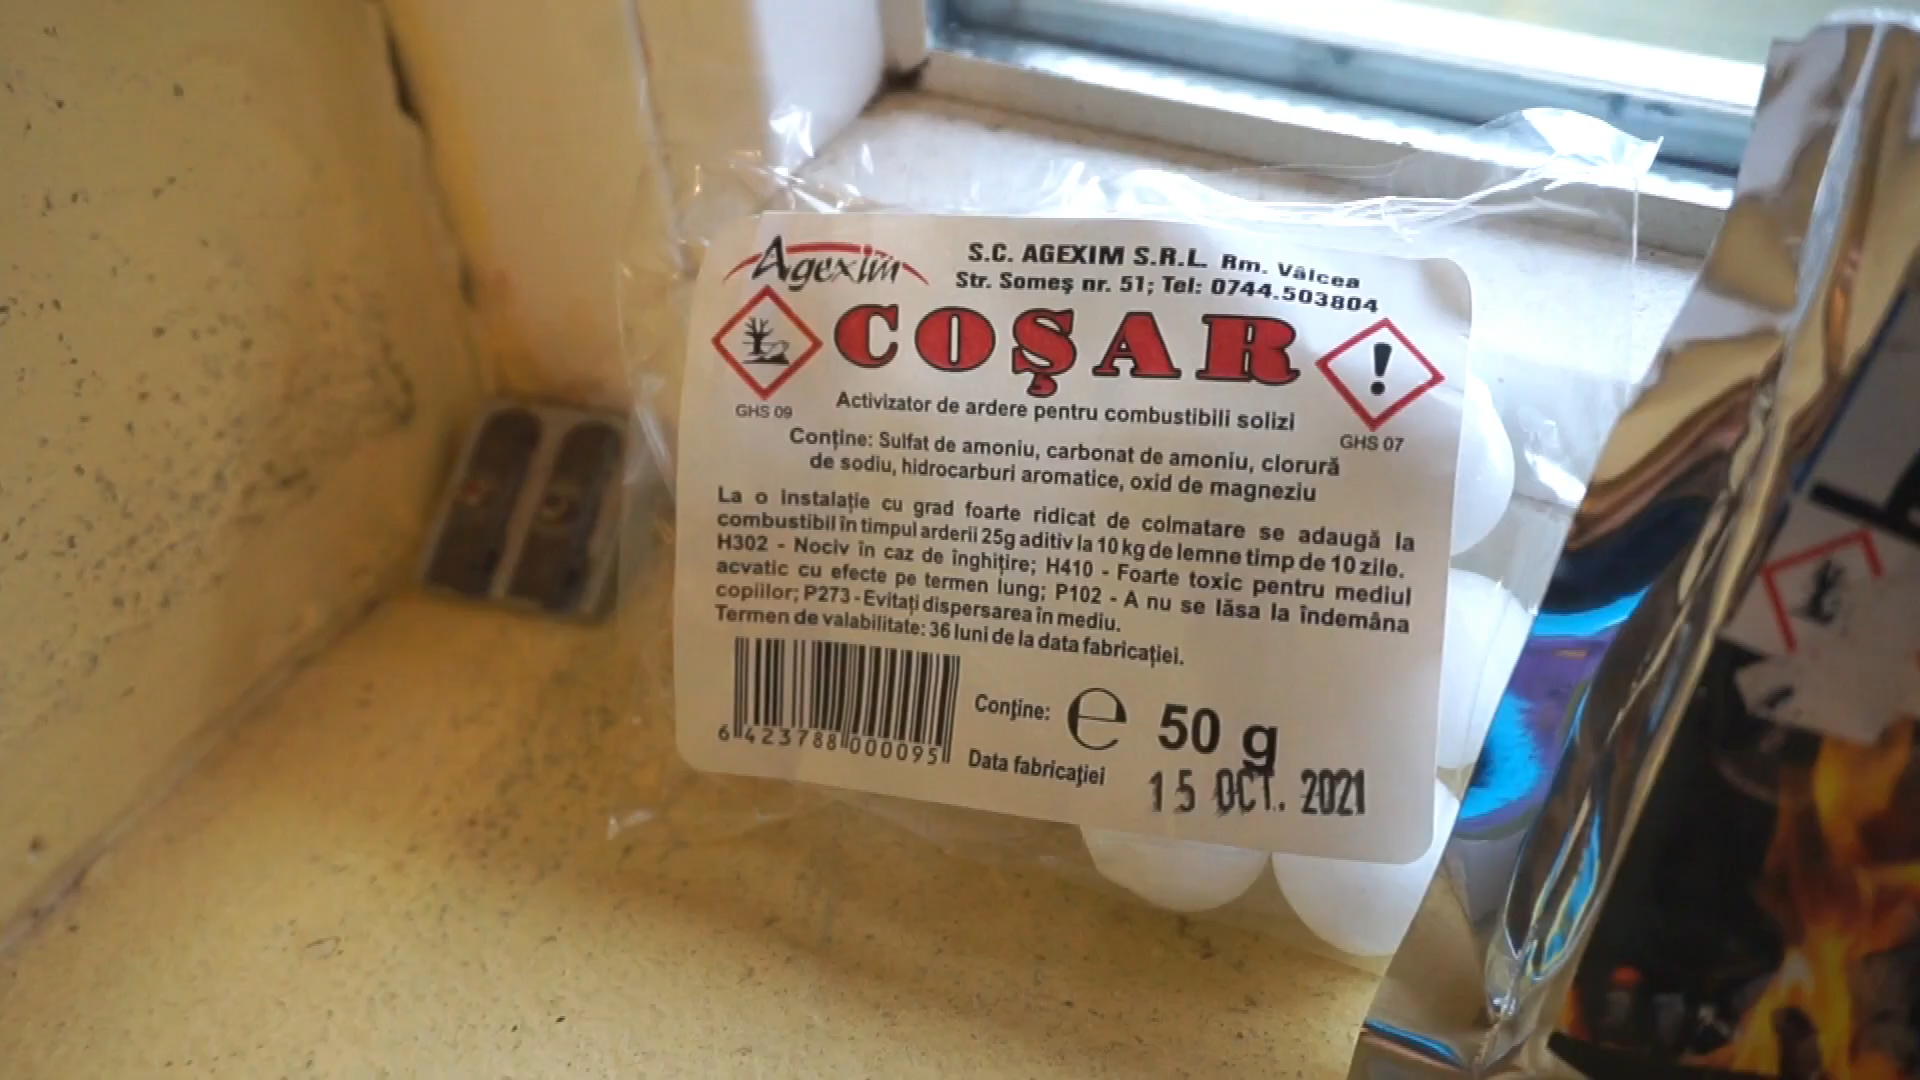 Agexim
S.C. AGEXIM S.R.L. Rm. Vâlcea
Str. Someş nr. 51; Tel: 0744.503804
COŞAR
GHS 09
GHS 07
Activizator de ardere pentru combustibili solizi
Conţine: Sulfat de amoniu, carbonat de amoniu, clorură
de sodiu, hidrocarburi aromatice, oxid de magneziu
La o instalaţie cu grad foarte ridicat de colmatare se adaugă la
combustibil în timpul arderii 25g aditiv la 10 kg de lemne timp de 10 zile.
H302 - Nociv în caz de înghiţire; H410 - Foarte toxic pentru mediul
acvatic cu efecte pe termen lung; P102 - A nu se lăsa la îndemâna
copiilor; P273 - Evitaţi dispersarea în mediu.
Termen de valabilitate: 36 luni de la data fabricaţiei.
6 423788 000095
Conţine: e 50 g
Data fabricaţiei 15 OCT. 2021